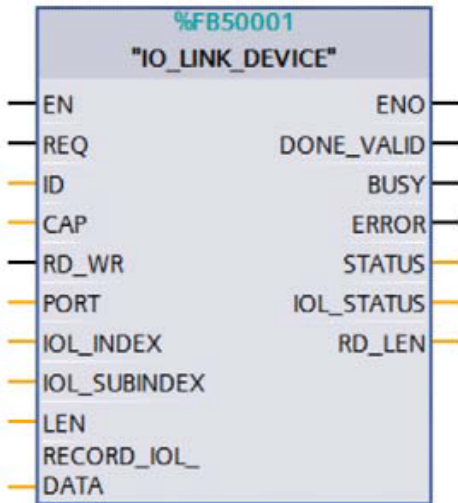 %FB50001
"IO_LINK_DEVICE"
EN ENO
REQ DONE_VALID
ID BUSY
CAP ERROR
RD_WR STATUS
PORT IOL_STATUS
IOL_INDEX RD_LEN
IOL_SUBINDEX
LEN
RECORD_IOL_
DATA